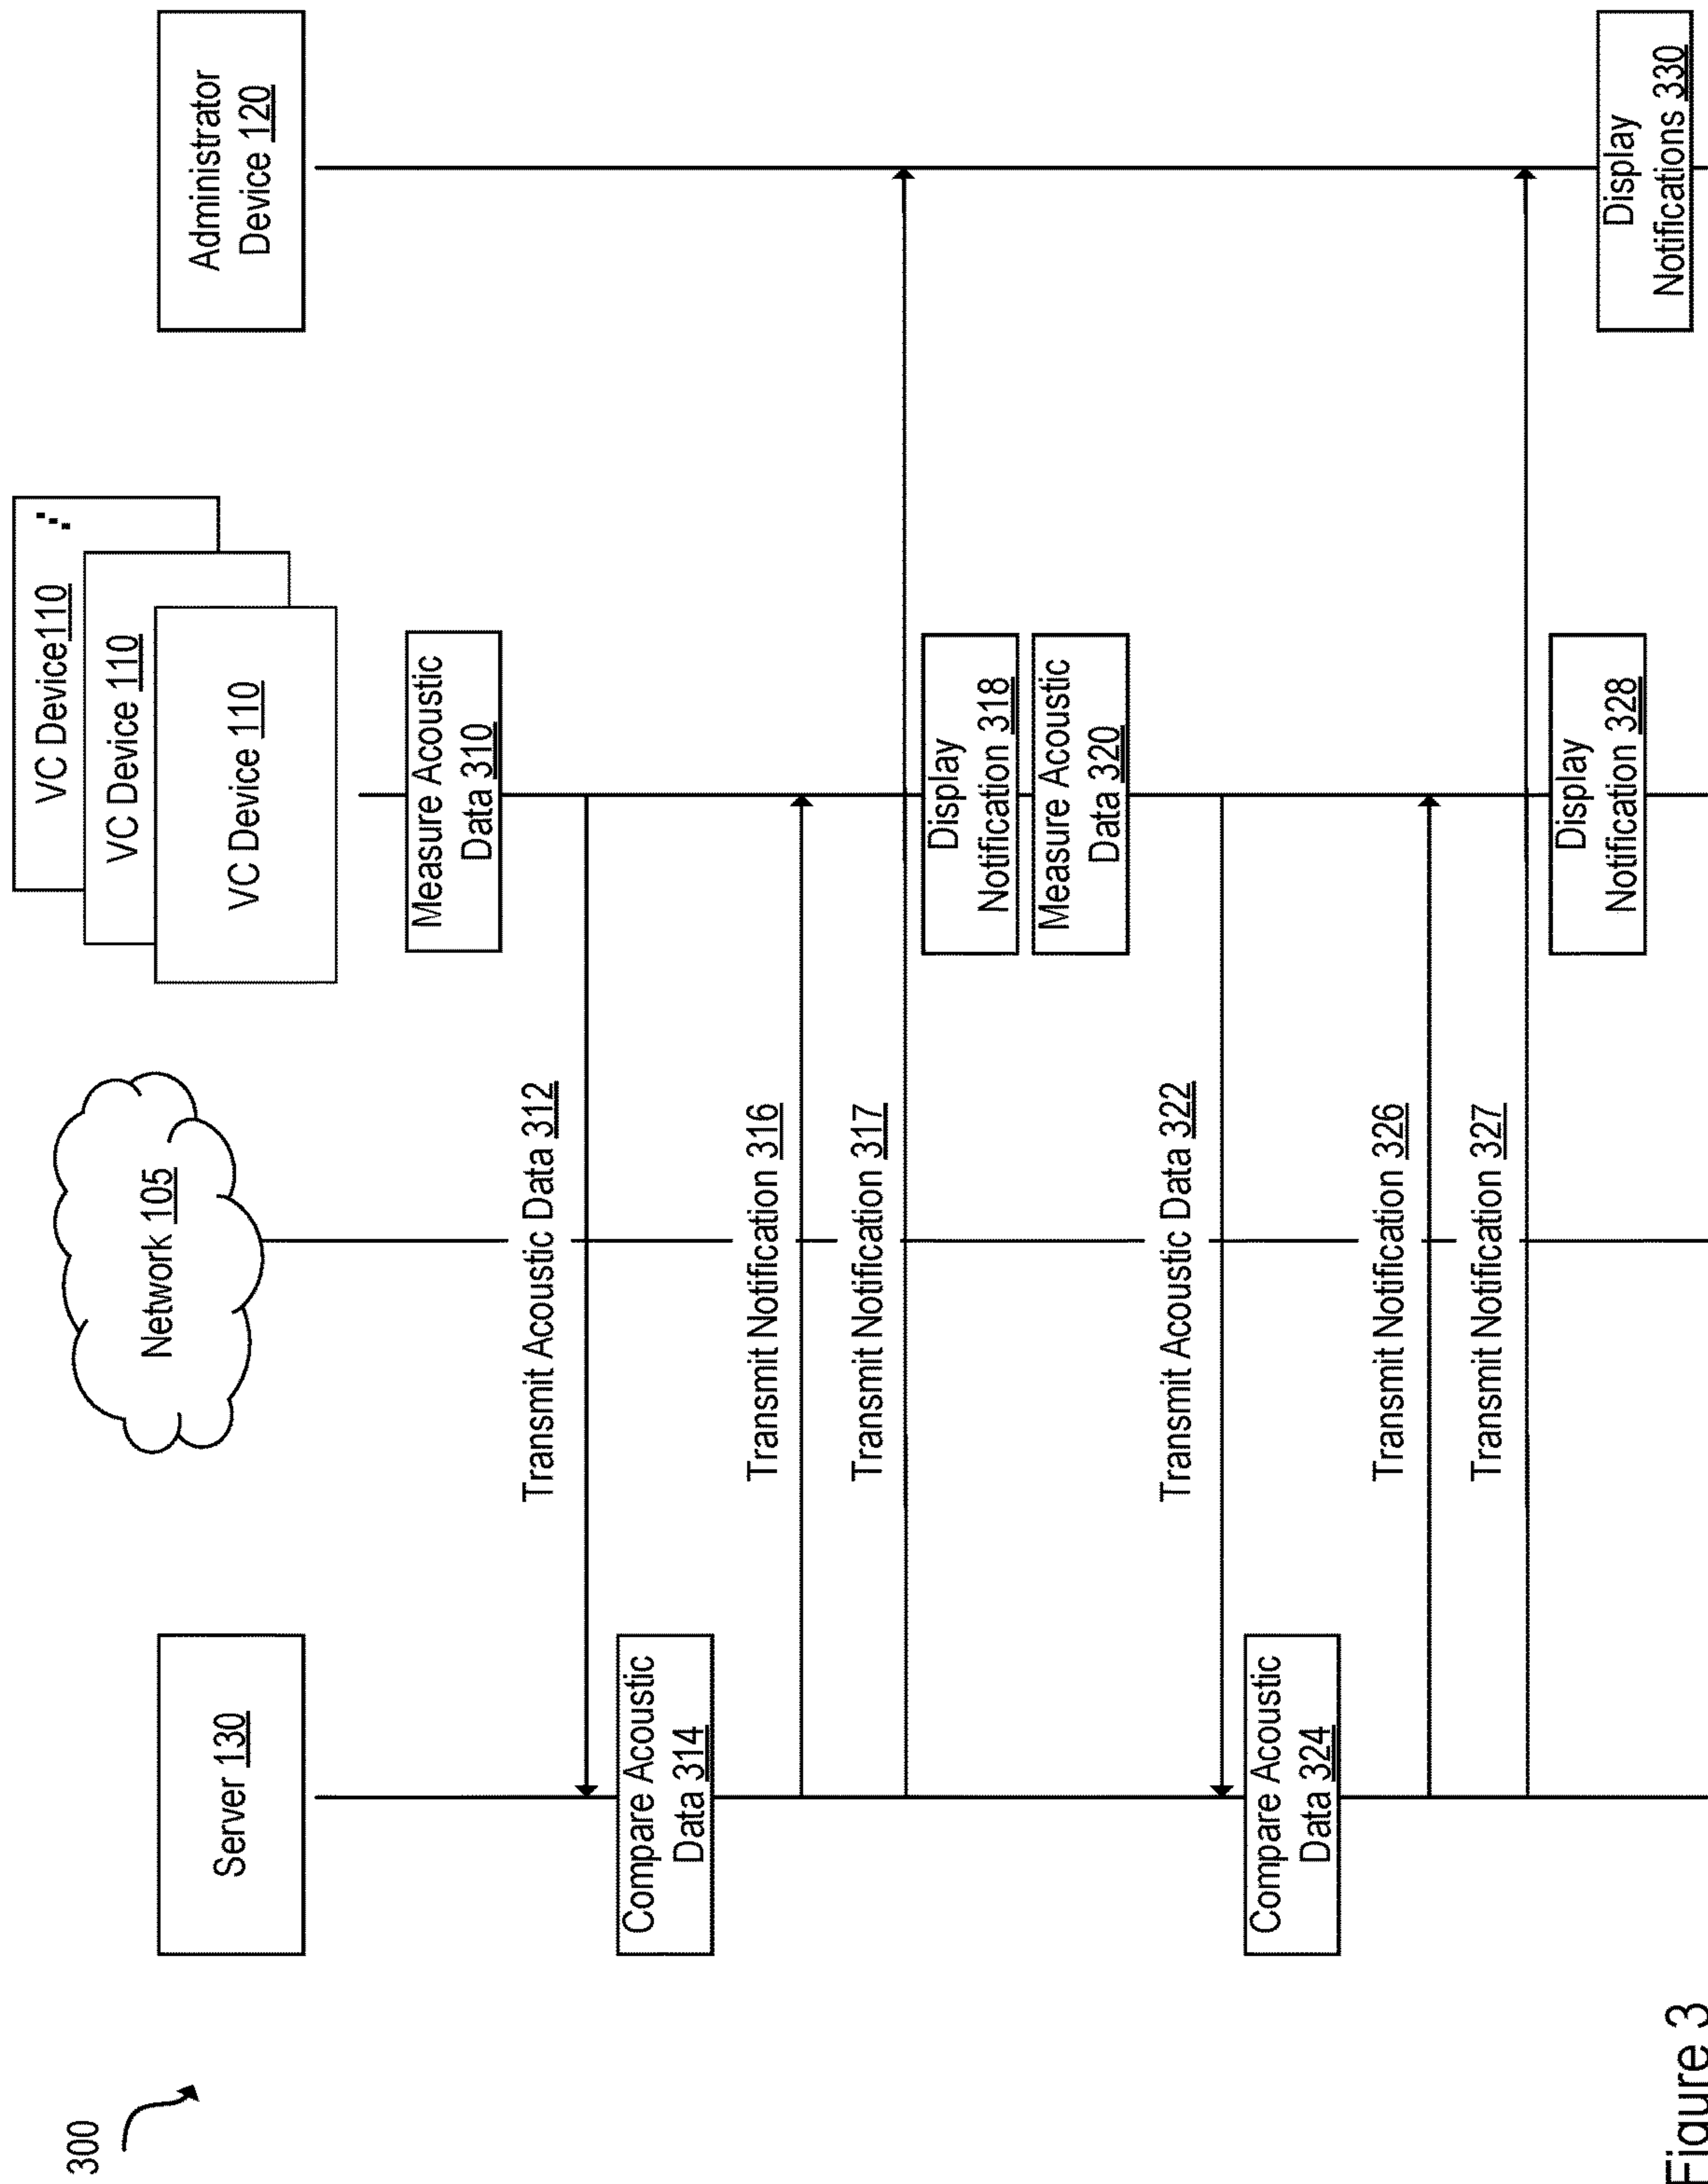 300
Server 130
Network 105
VC Device110
VC Device 110
VC Device 110
Administrator
Device 120
Measure Acoustic
Data 310
Transmit Acoustic Data 312
Compare Acoustic
Data 314
Transmit Notification 316
Transmit Notification 317
Display
Notification 318
Measure Acoustic
Data 320
Transmit Acoustic Data 322
Compare Acoustic
Data 324
Transmit Notification 326
Transmit Notification 327
Display
Notification 328
Display
Notifications 330
Figure 3